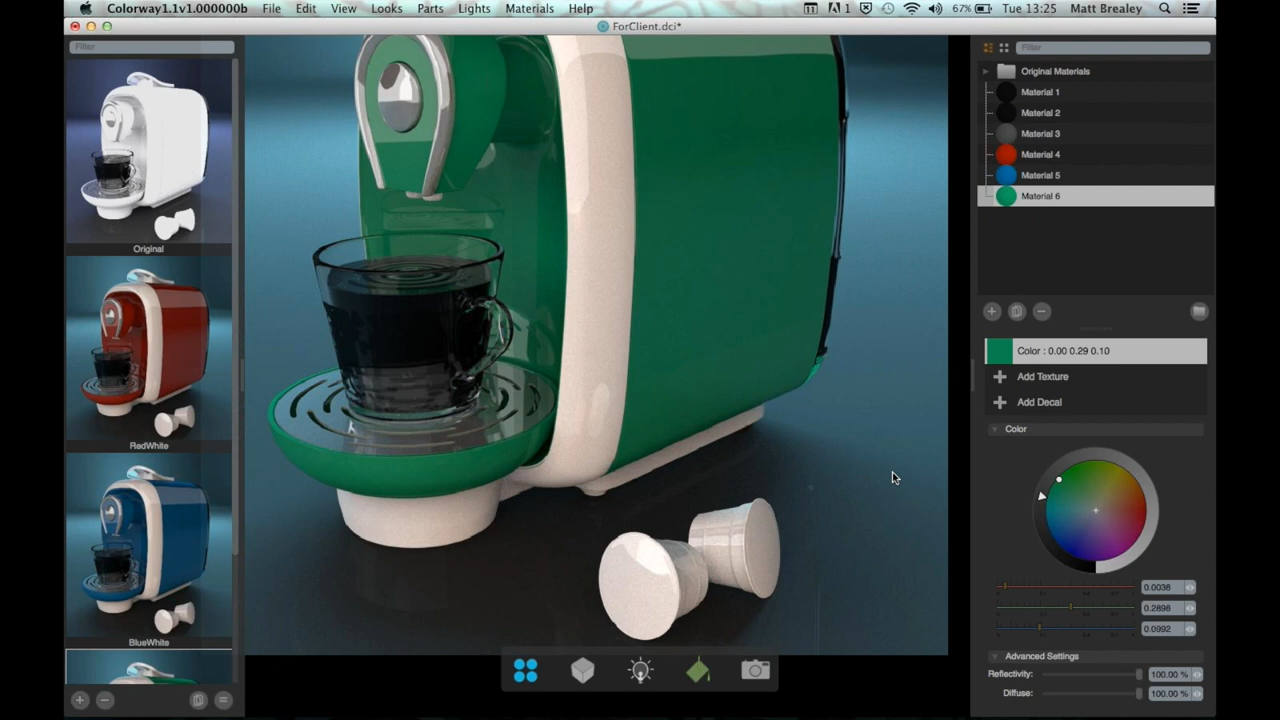 Colorway1.1v1.000000b File Edit View Looks Parts Lights Materials Help 1 67% Tue 13:25 Matt Brealey
ForClient.dci*
Filter
Original
RedWhite
BlueWhite
Filter
Original Materials
Material 1
Material 2
Material 3
Material 4
Material 5
Material 6
Color : 0.00 0.29 0.10
Add Texture
Add Decal
Color
0.0036
0.2898
0.0992
Advanced Settings
Reflectivity: 100.00 %
Diffuse: 100.00 %